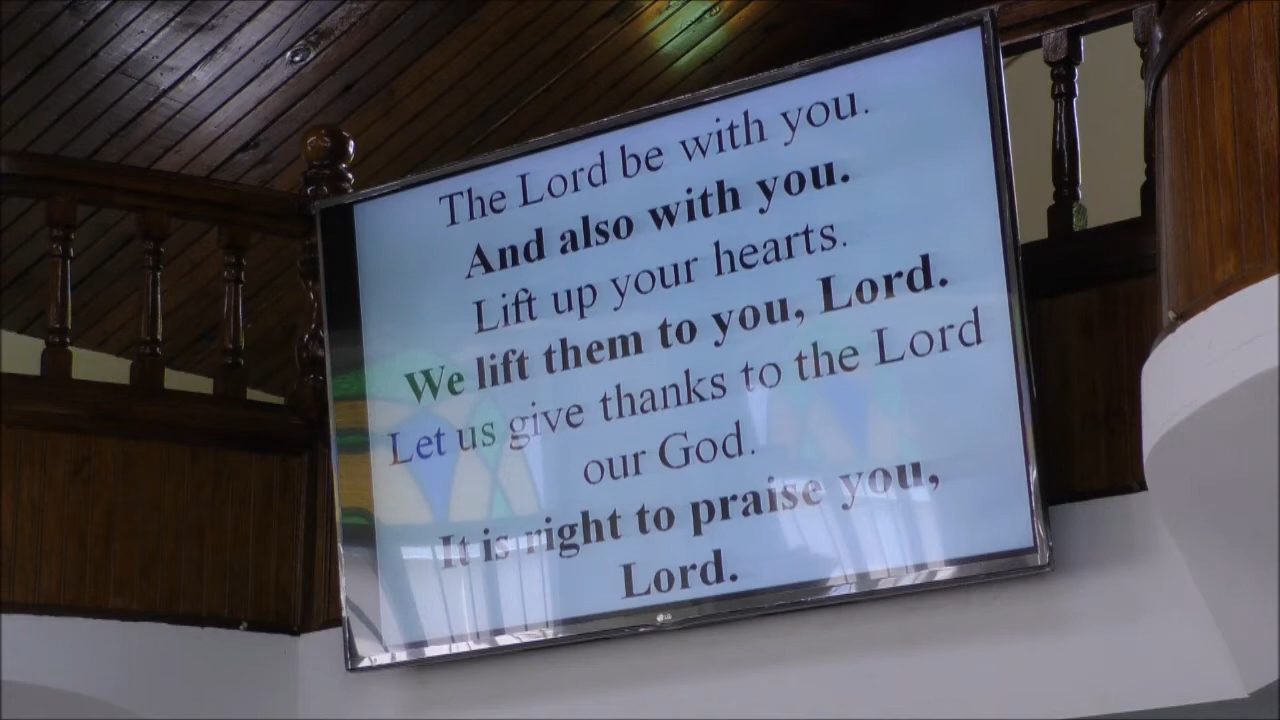 The Lord be with you.
And also with you.
Lift up your hearts.
We lift them to you, Lord.
Let us give thanks to the Lord
our God.
It is right to praise you,
Lord.
LG